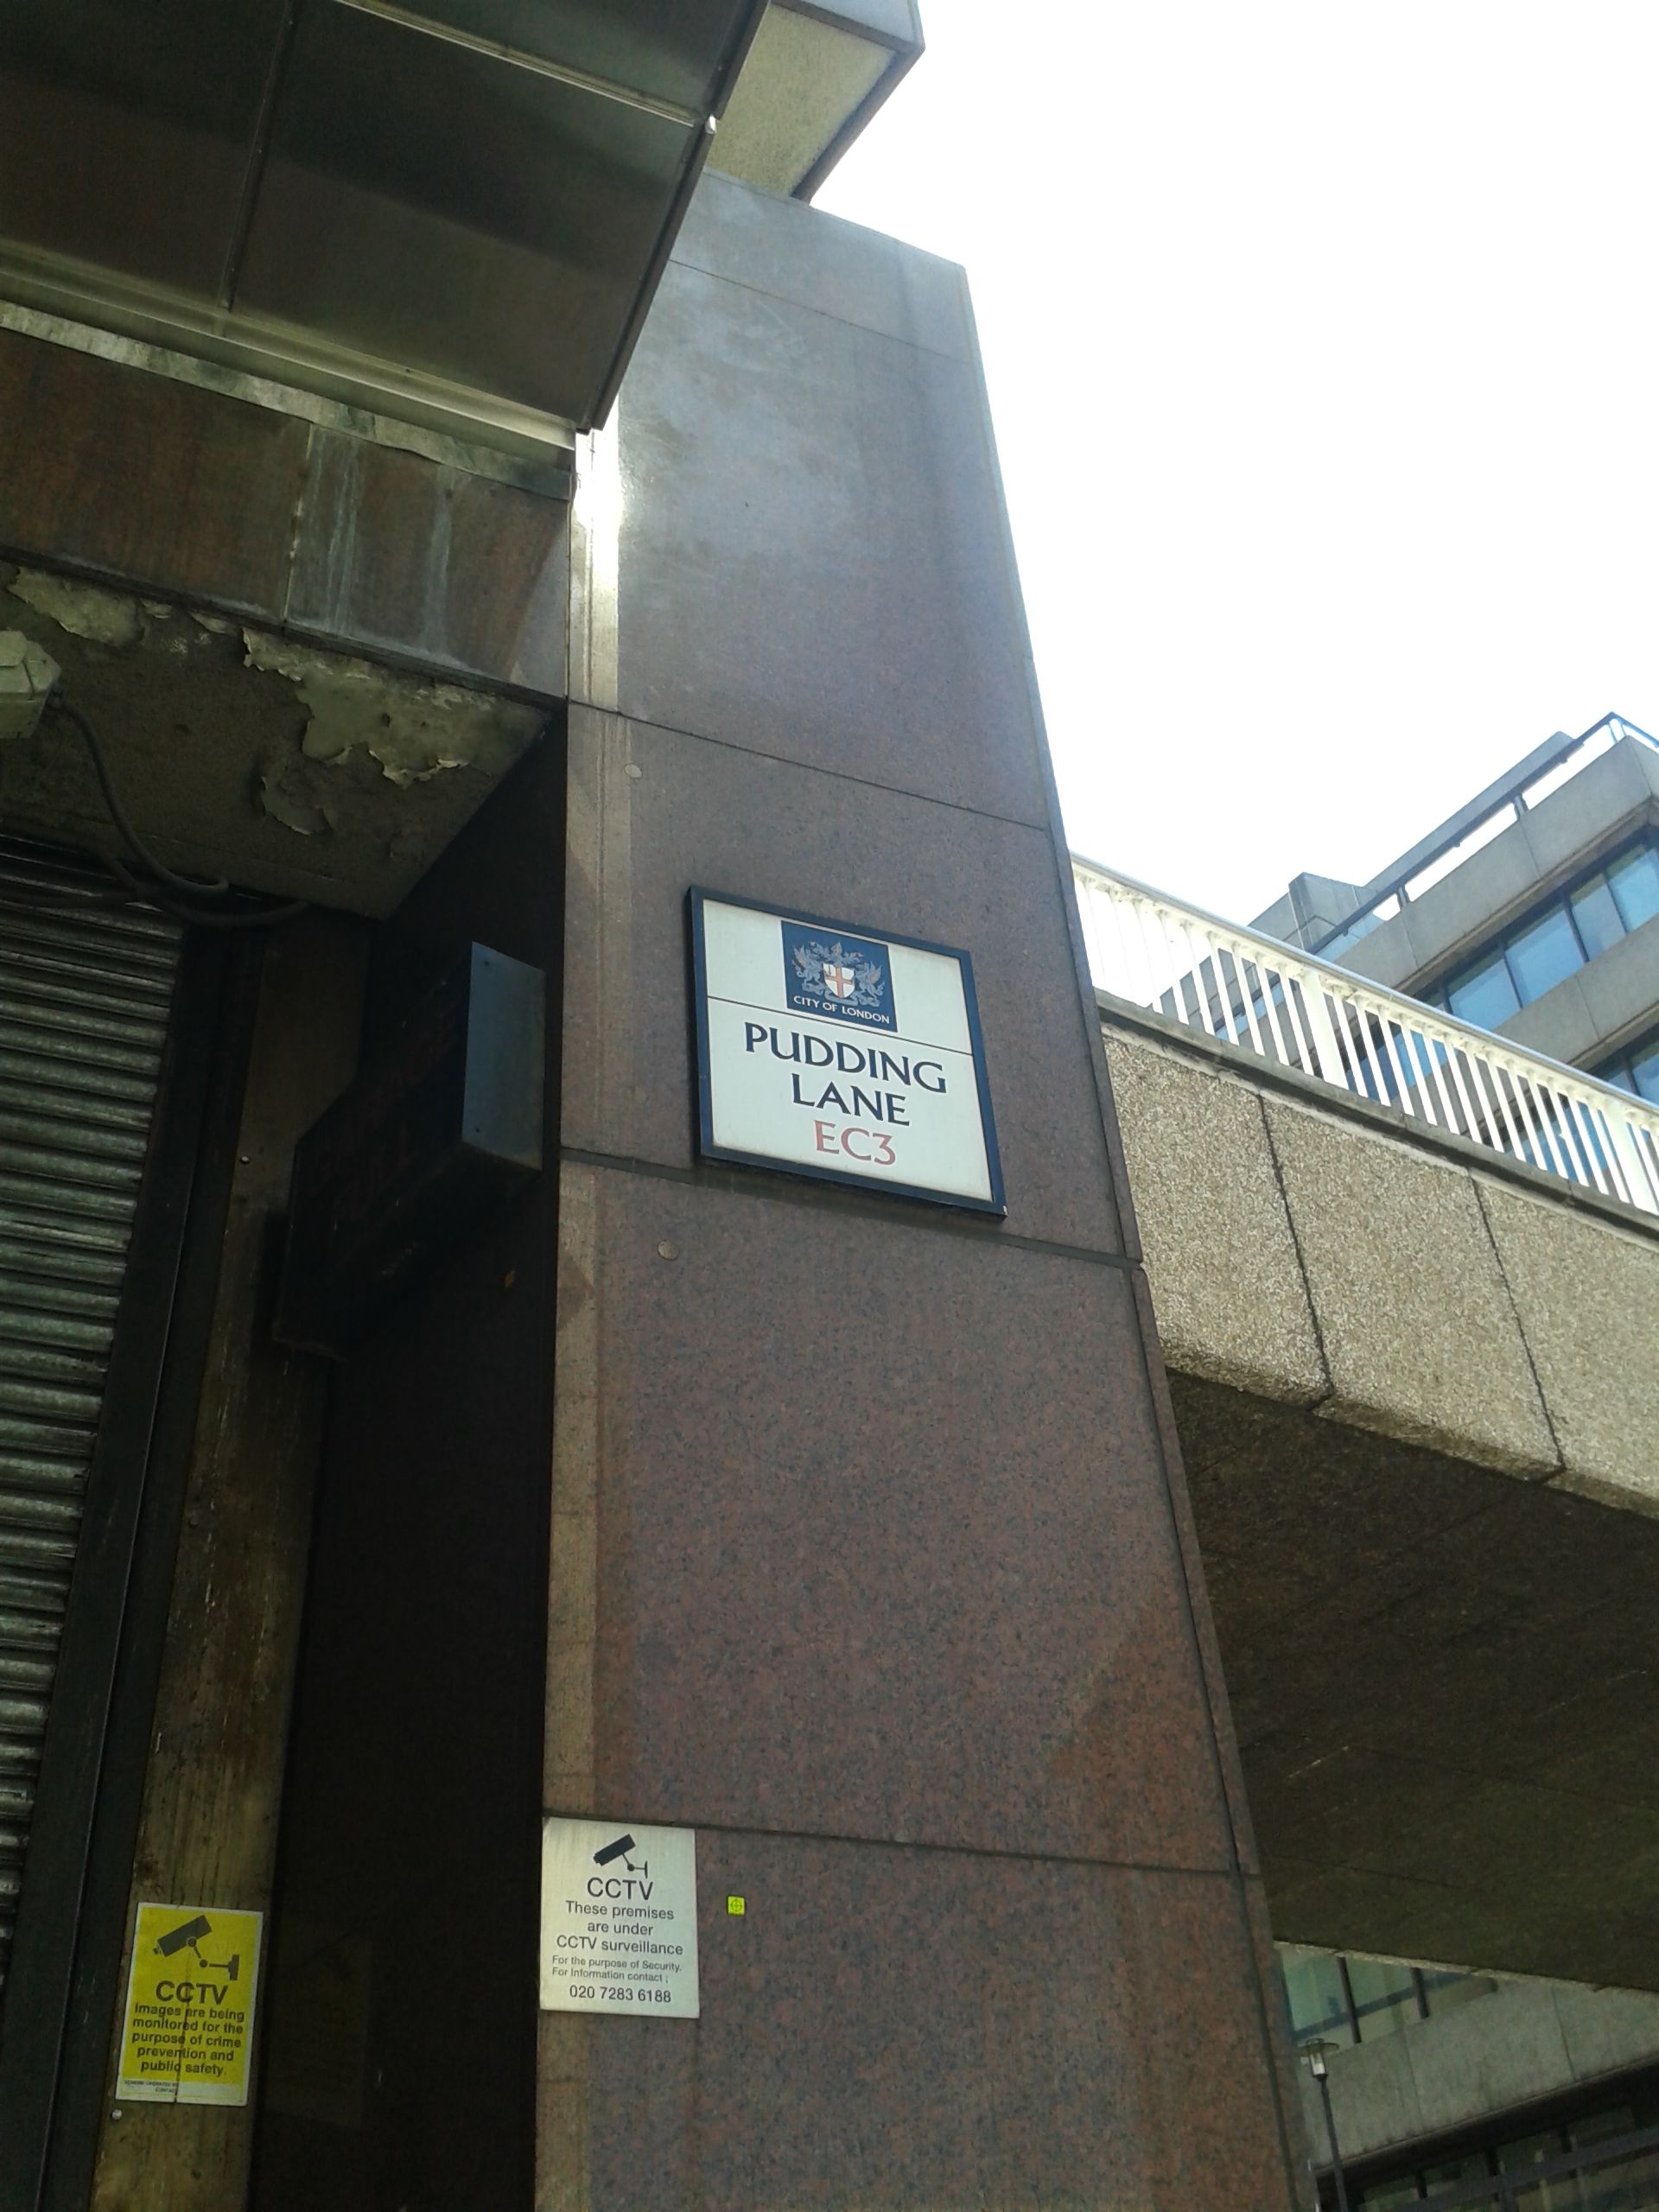 CITY OF LONDON
PUDDING
LANE
EC3
CCTV
These premises
are under
CCTV surveillance
For the purpose of Security.
For Information contact ;
020 7283 6188
CCTV
images are being
monitored for the
purpose of crime
prevention and
public safety.